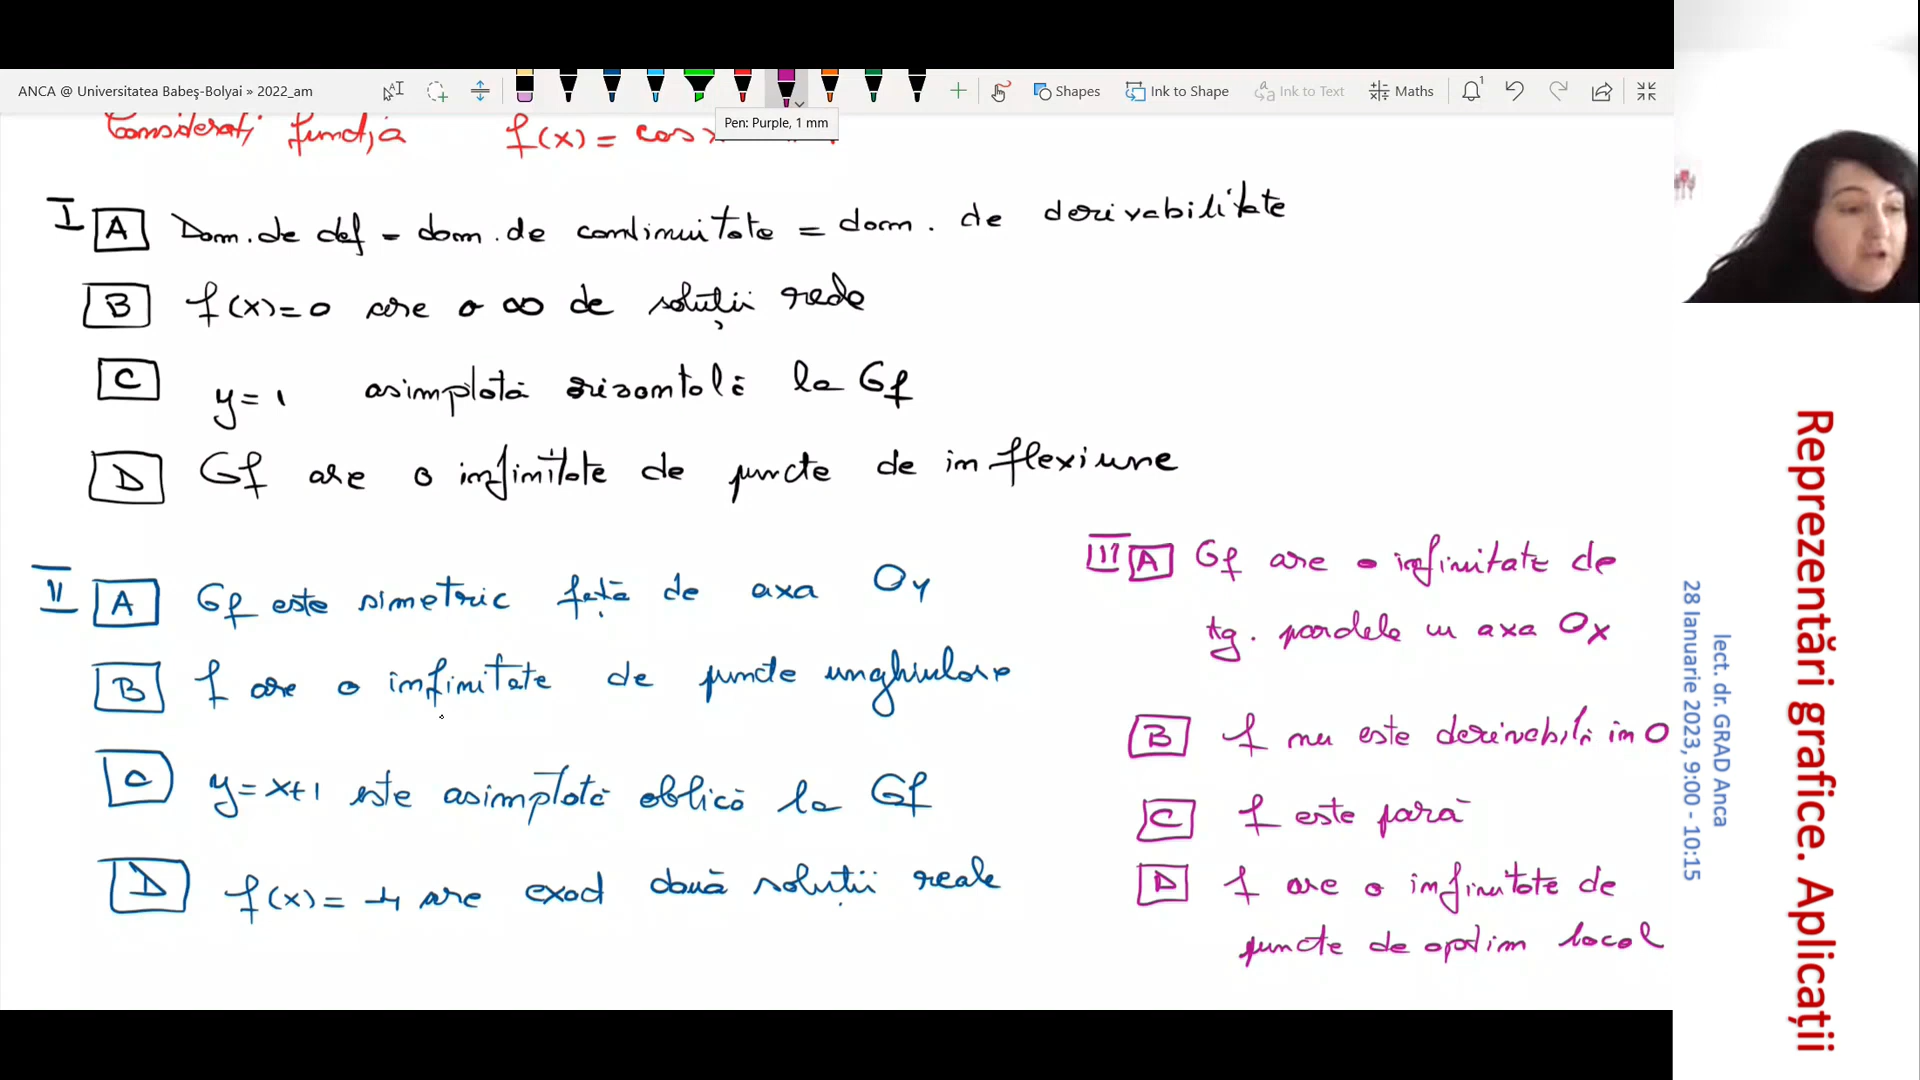 ANCA @ Universitatea Babeș-Bolyai » 2022_am
Shapes
Ink to Shape
Ink to Text
Maths
1
Pen: Purple, 1 mm
Considerați funcția f(x) = cos
I A Dom. de def = dom. de continuitate = dom. de derivabilitate
B f(x)=0 are o ∞ de soluții reale
C y=1 asimptotă orizontală la Gf
D Gf are o infinitate de puncte de inflexiune
II A Gf este simetric față de axa Oy
B f are o infinitate de puncte unghiulare
C y=x+1 este asimptotă oblică la Gf
D f(x)= are exact două soluții reale
III A Gf are o infinitate de
tg. paralele cu axa Ox
B f nu este derivabilă în 0
C f este pară
D f are o infinitate de
puncte de optim local
Reprezentări grafice. Aplicații
lect. dr. GRAD Anca
28 Ianuarie 2023, 9:00 - 10:15